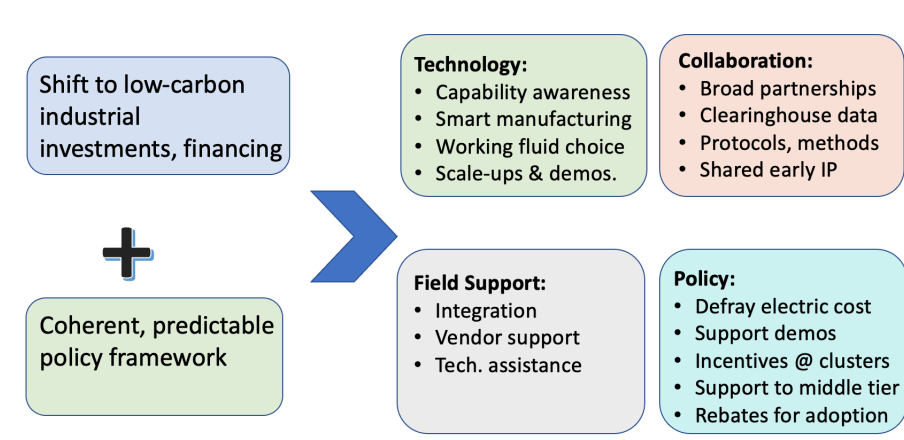 Shift to low-carbon
industrial
investments, financing
Coherent, predictable
policy framework
Technology:
• Capability awareness
• Smart manufacturing
• Working fluid choice
• Scale-ups & demos.
Collaboration:
• Broad partnerships
• Clearinghouse data
• Protocols, methods
• Shared early IP
Field Support:
• Integration
• Vendor support
• Tech. assistance
Policy:
• Defray electric cost
• Support demos
• Incentives @ clusters
• Support to middle tier
• Rebates for adoption